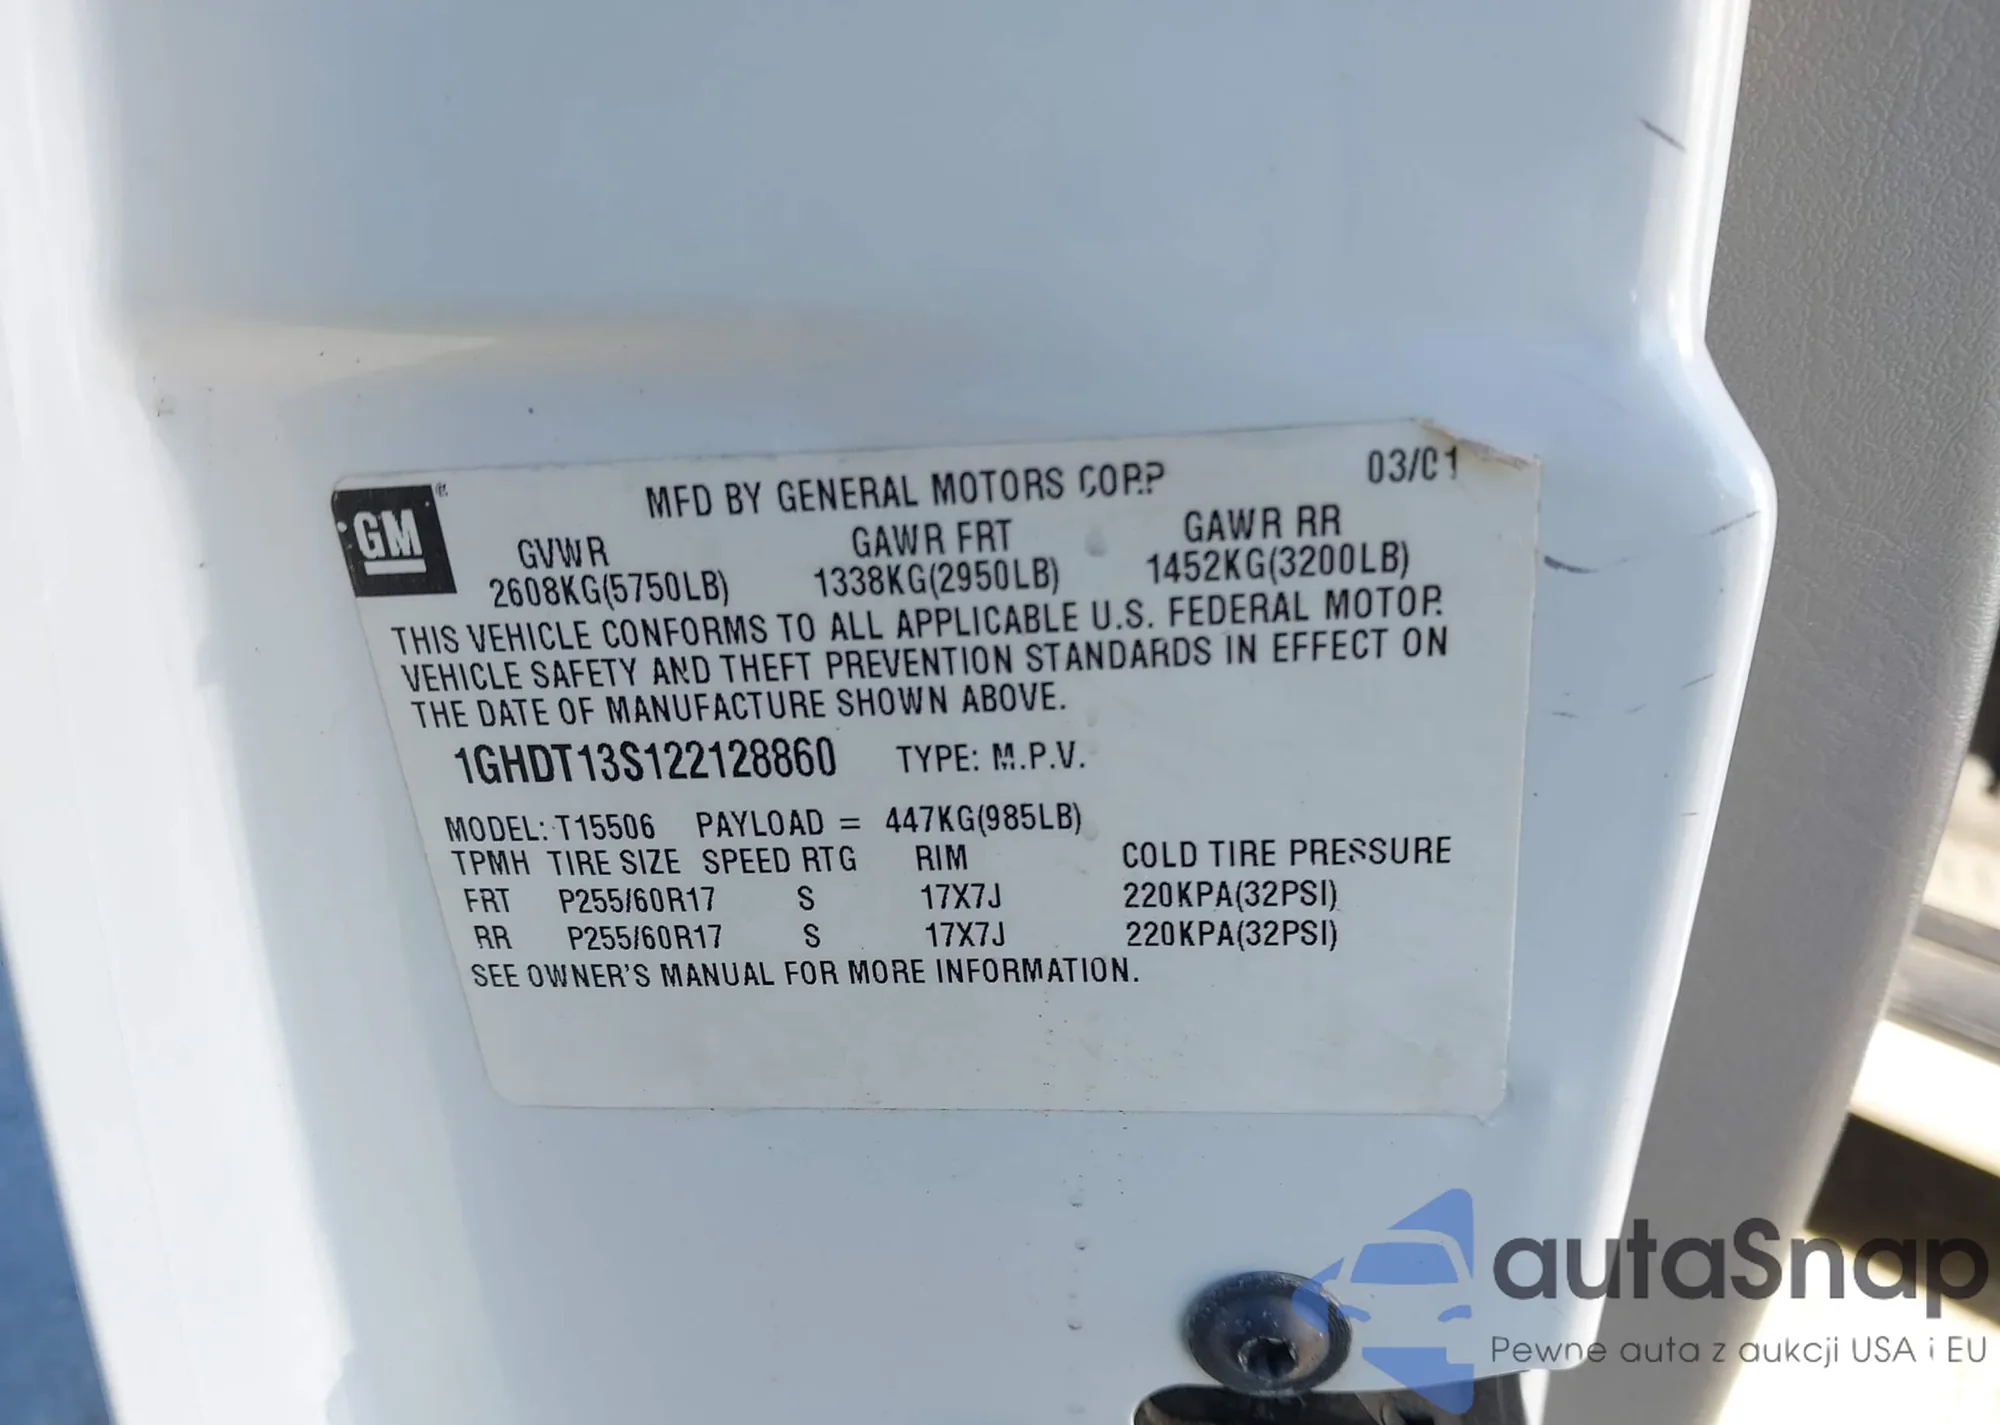 MFD BY GENERAL MOTORS CORP 03/01
GM
GVWR GAWR FRT GAWR RR
2608KG(5750LB) 1338KG(2950LB) 1452KG(3200LB)
THIS VEHICLE CONFORMS TO ALL APPLICABLE U.S. FEDERAL MOTOR
VEHICLE SAFETY AND THEFT PREVENTION STANDARDS IN EFFECT ON
THE DATE OF MANUFACTURE SHOWN ABOVE.
1GHDT13S122128860 TYPE: M.P.V.
MODEL: T15506 PAYLOAD = 447KG(985LB)
TPMH TIRE SIZE SPEED RTG RIM COLD TIRE PRESSURE
FRT P255/60R17 S 17X7J 220KPA(32PSI)
RR P255/60R17 S 17X7J 220KPA(32PSI)
SEE OWNER'S MANUAL FOR MORE INFORMATION.
autaSnap
Pewne auta z aukcji USA i EU